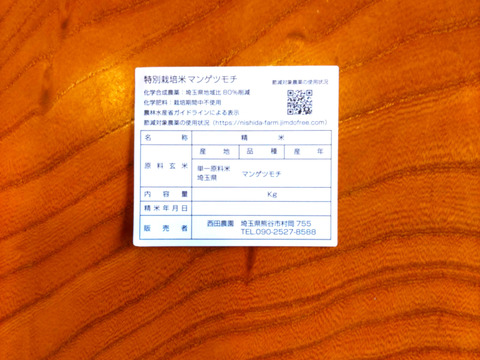 特別栽培米マンゲツモチ
節減対象農薬の使用状況
化学合成農薬：埼玉県地域比 80%削減
化学肥料：栽培期間中不使用
農林水産省ガイドラインによる表示
節減対象農薬の使用状況（https://nishida-farm.jimdofree.com）
名称 精米
原料玄米 産地 品種 産年
単一原料米
埼玉県 マンゲツモチ
内容量 Kg
精米年月日
販売者 西田農園 埼玉県熊谷市村岡 755
TEL.090-2527-8588